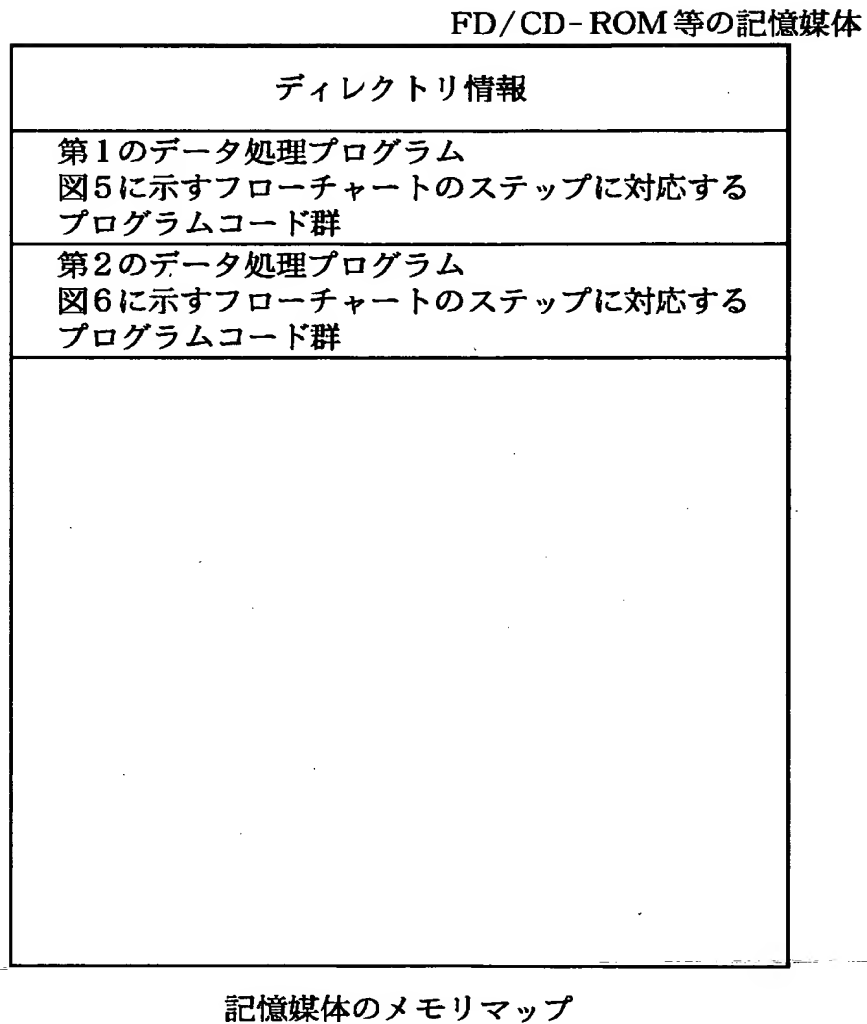 FD/CD-ROM等の記憶媒体
ディレクトリ情報
第1のデータ処理プログラム
図5に示すフローチャートのステップに対応する
プログラムコード群
第2のデータ処理プログラム
図6に示すフローチャートのステップに対応する
プログラムコード群
記憶媒体のメモリマップ